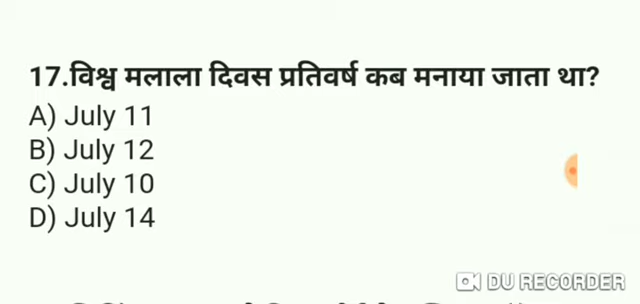 17.विश्व मलाला दिवस प्रतिवर्ष कब मनाया जाता था?
A) July 11
B) July 12
C) July 10
D) July 14
DU RECORDER